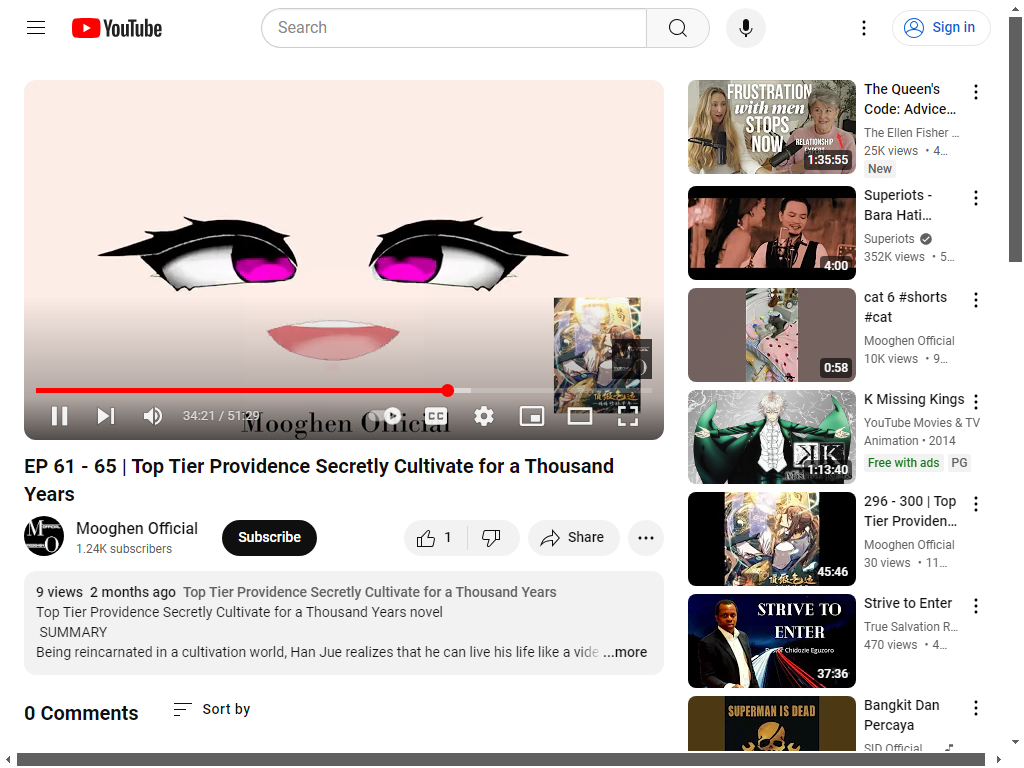 YouTube
Search
Sign in
34:21 / 51:29
Mooghen Official
EP 61 - 65 | Top Tier Providence Secretly Cultivate for a Thousand
Years
Mooghen Official
1.24K subscribers
Subscribe
1
Share
9 views 2 months ago Top Tier Providence Secretly Cultivate for a Thousand Years
Top Tier Providence Secretly Cultivate for a Thousand Years novel
SUMMARY
Being reincarnated in a cultivation world, Han Jue realizes that he can live his life like a vide ...more
0 Comments
Sort by
FRUSTRATION
with men
STOPS
NOW
RELATIONSHIP
1:35:55
The Queen's
Code: Advice...
The Ellen Fisher ...
25K views • 4...
New
4:00
Superiots -
Bara Hati...
Superiots
352K views • 5...
0:58
cat 6 #shorts
#cat
Mooghen Official
10K views • 9...
K
1:13:40
K Missing Kings
YouTube Movies & TV
Animation • 2014
Free with ads PG
45:46
296 - 300 | Top
Tier Providen...
Mooghen Official
30 views • 11...
STRIVE TO
ENTER
Pastor Chidozie Eguzoro
37:36
Strive to Enter
True Salvation R...
470 views • 4...
SUPERMAN IS DEAD
Bangkit Dan
Percaya
SID Official